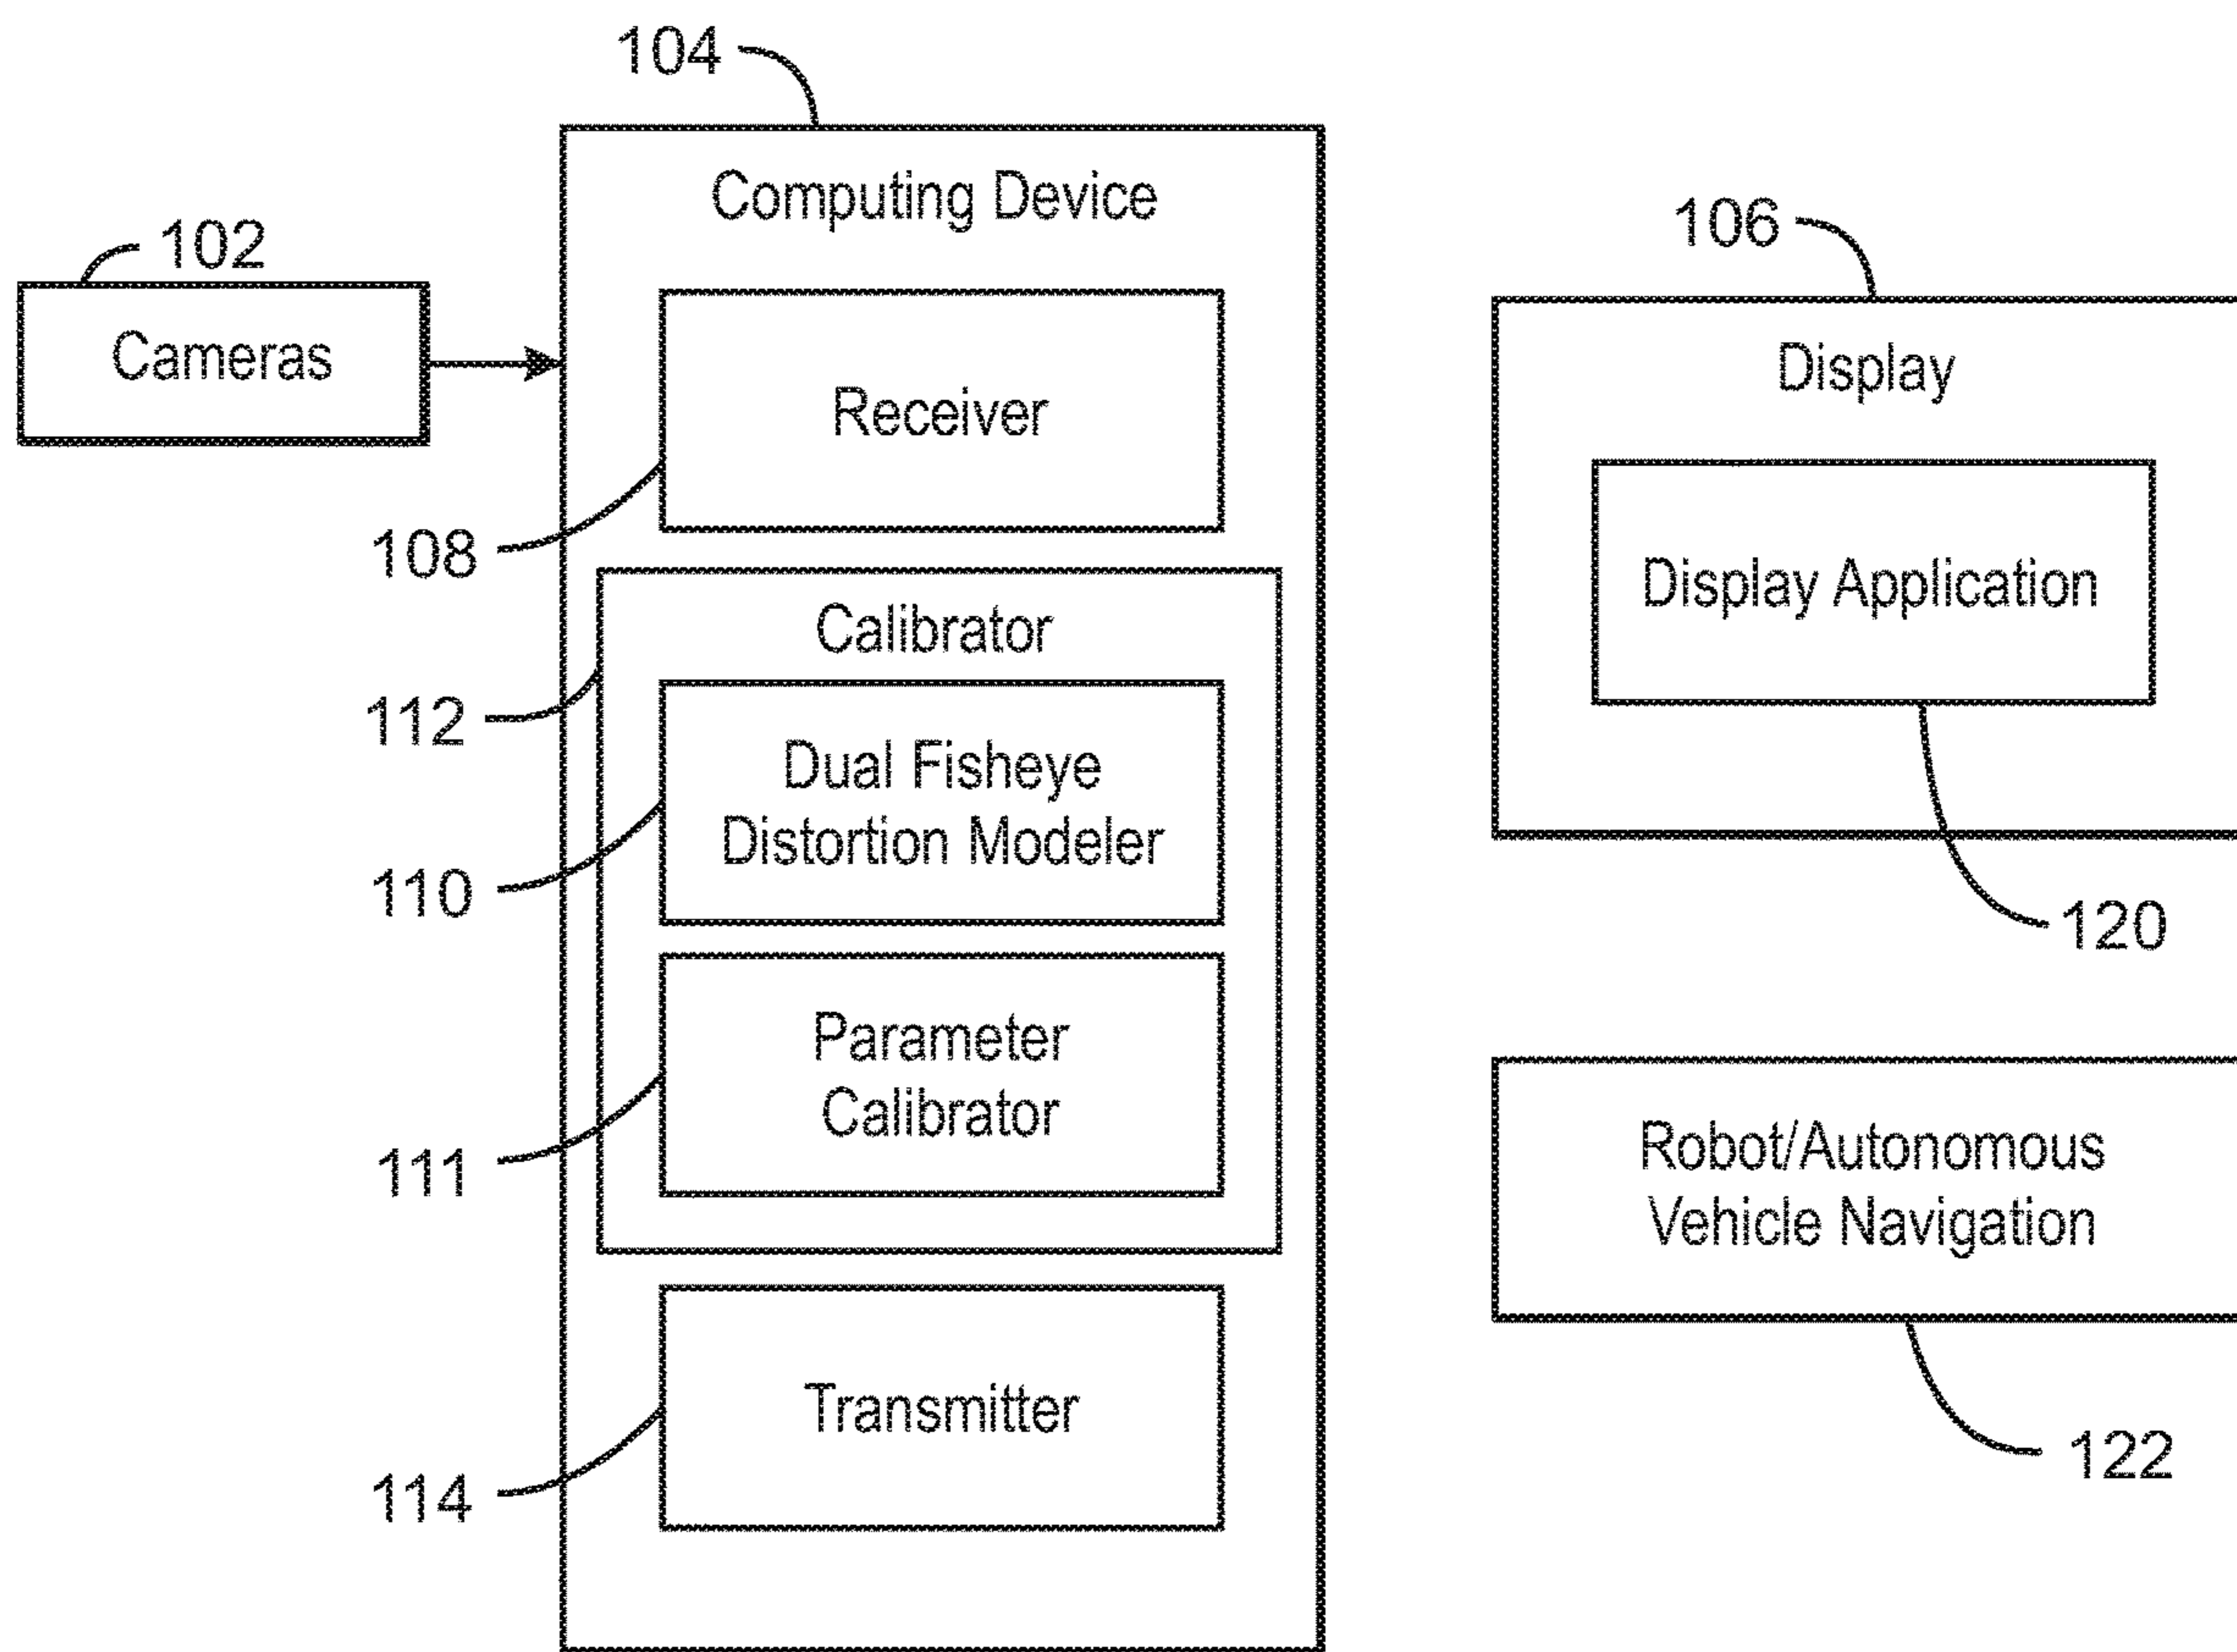 104
Computing Device
102
Cameras
Receiver
108
Calibrator
112
Dual Fisheye
Distortion Modeler
110
Parameter
Calibrator
111
Transmitter
114
106
Display
Display Application
120
Robot/Autonomous
Vehicle Navigation
122